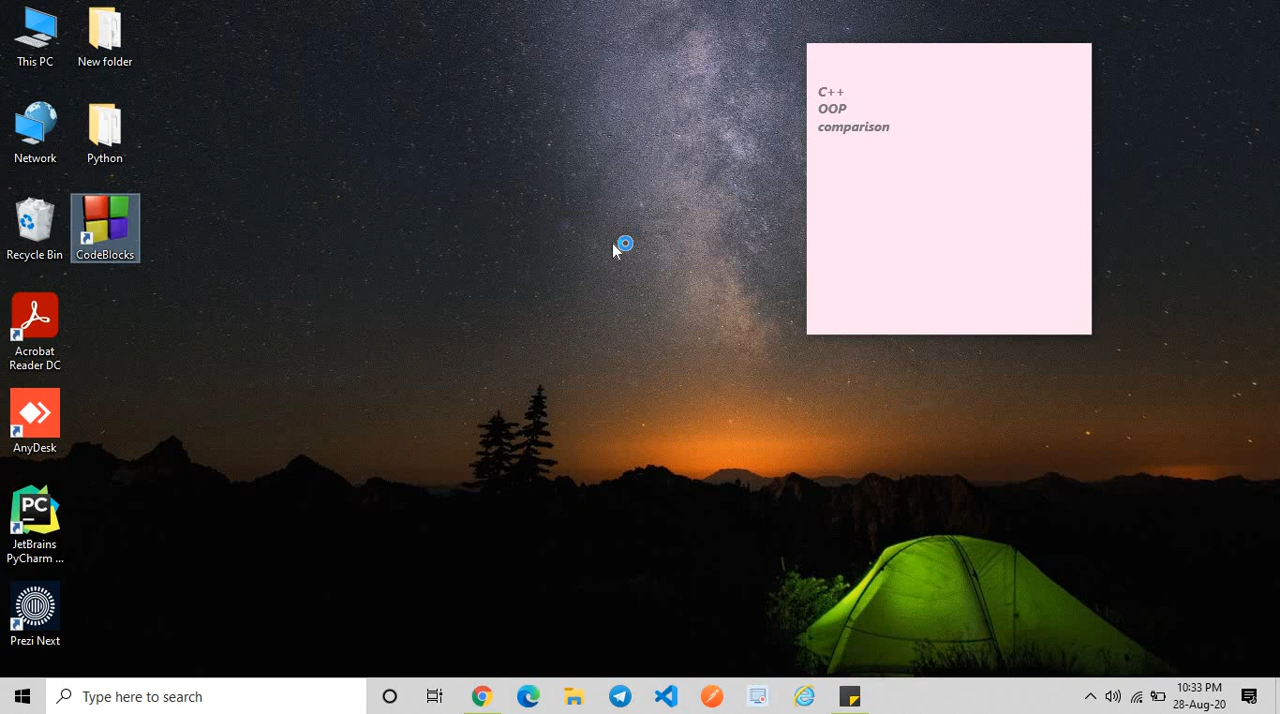 This PC
New folder
Network
Python
Recycle Bin
CodeBlocks
Acrobat
Reader DC
AnyDesk
PC
JetBrains
PyCharm ...
Prezi Next
C++
OOP
comparison
Type here to search
10:33 PM
28-Aug-20